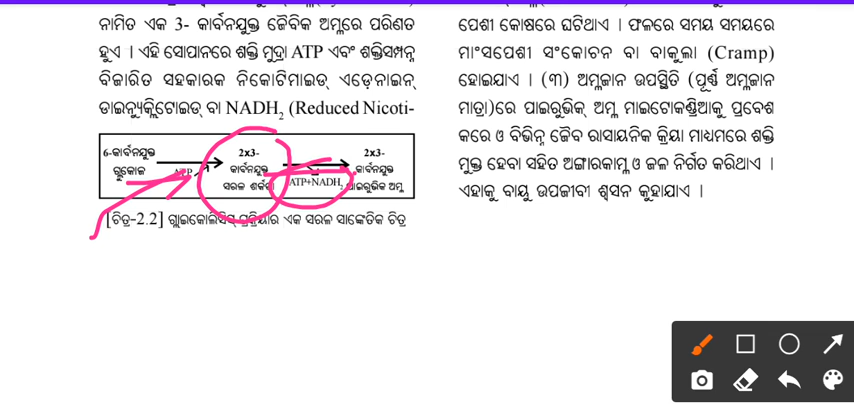 ନାମିତ ଏକ 3- କାର୍ବନଯୁକ୍ତ ଜୈବିକ ଅମ୍ଳରେ ପରିଣତ
ହୁଏ । ଏହି ସୋପାନରେ ଶକ୍ତି ମୁଦ୍ରା ATP ଏବଂ ଶକ୍ତିସମ୍ପନ୍ନ
ବିଜାରିତ ସହକାରକ ନିକୋଟିମାଇଡ୍ ଏଡ୍ରେନାଇନ୍
ଡାଇନ୍ୟୁକ୍ଲିଟୋଇଡ୍ ବା NADH₂ (Reduced Nicoti-
6-କାର୍ବନଯୁକ୍ତ
ଗ୍ଲୁକୋଜ
ATP
2x3-
କାର୍ବନଯୁକ୍ତ
ସରଳ ଶର୍କରା
ATP+NADH₂
2x3-
କାର୍ବନଯୁକ୍ତ
ପାଇରୁଭିକ୍ ଅମ୍ଳ
[ଚିତ୍ର-2.2] ଗ୍ଲାଇକୋଲିସିସ୍ ପ୍ରକ୍ରିୟାର ଏକ ସରଳ ସାଙ୍କେତିକ ଚିତ୍ର
ପେଶୀ କୋଷରେ ଘଟିଥାଏ । ଫଳରେ ସମୟ ସମୟରେ
ମାଂସପେଶୀ ସଂକୋଚନ ବା ବାକୁଲା (Cramp)
ହୋଇଯାଏ । (୩) ଅମ୍ଳଜାନ ଉପସ୍ଥିତି (ପୂର୍ଣ୍ଣ ଅମ୍ଳଜାନ
ମାତ୍ରା)ରେ ପାଇରୁଭିକ୍ ଅମ୍ଳ ମାଇଟୋକଣ୍ଡ୍ରିଆକୁ ପ୍ରବେଶ
କରେ ଓ ବିଭିନ୍ନ ଜୈବ ରାସାୟନିକ କ୍ରିୟା ମାଧ୍ୟମରେ ଶକ୍ତି
ମୁକ୍ତ ହେବା ସହିତ ଅଙ୍ଗାରକାମ୍ଳ ଓ ଜଳ ନିର୍ଗତ କରିଥାଏ ।
ଏହାକୁ ବାୟୁ ଉପଜୀବୀ ଶ୍ୱସନ କୁହାଯାଏ ।